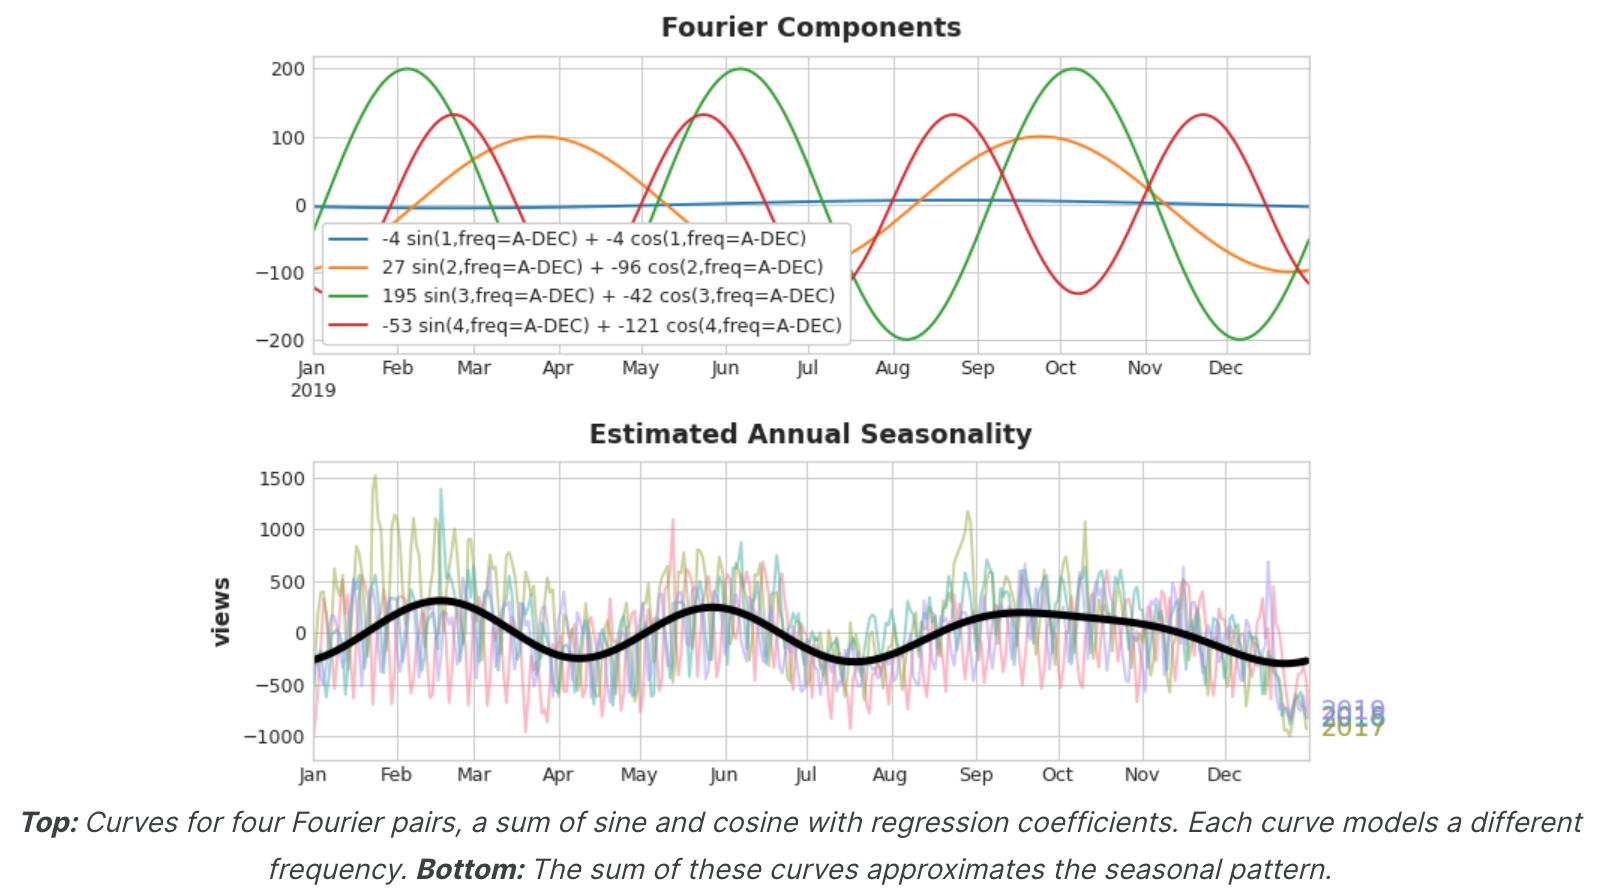 Fourier Components
200
100
0
−100
−200
-4 sin(1,freq=A-DEC) + -4 cos(1,freq=A-DEC)
27 sin(2,freq=A-DEC) + -96 cos(2,freq=A-DEC)
195 sin(3,freq=A-DEC) + -42 cos(3,freq=A-DEC)
-53 sin(4,freq=A-DEC) + -121 cos(4,freq=A-DEC)
Jan Feb Mar Apr May Jun Jul Aug Sep Oct Nov Dec
2019
Estimated Annual Seasonality
views
1500
1000
500
0
−500
−1000
2019
2017
Jan Feb Mar Apr May Jun Jul Aug Sep Oct Nov Dec
Top: Curves for four Fourier pairs, a sum of sine and cosine with regression coefficients. Each curve models a different
frequency. Bottom: The sum of these curves approximates the seasonal pattern.